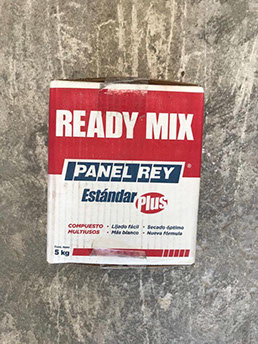 READY MIX
PANEL REY®
Estándar Plus
COMPUESTO MULTIUSOS
• Lijado fácil • Secado óptimo
• Más blanco • Nueva fórmula
5 kg